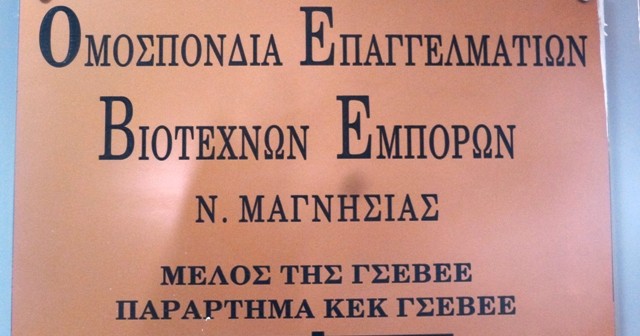 Ομοσπονδια Επαγγελματιων
Βιοτεχνων Εμπορων
Ν. ΜΑΓΝΗΣΙΑΣ
ΜΕΛΟΣ ΤΗΣ ΓΣΕΒΕΕ
ΠΑΡΑΡΤΗΜΑ ΚΕΚ ΓΣΕΒΕΕ